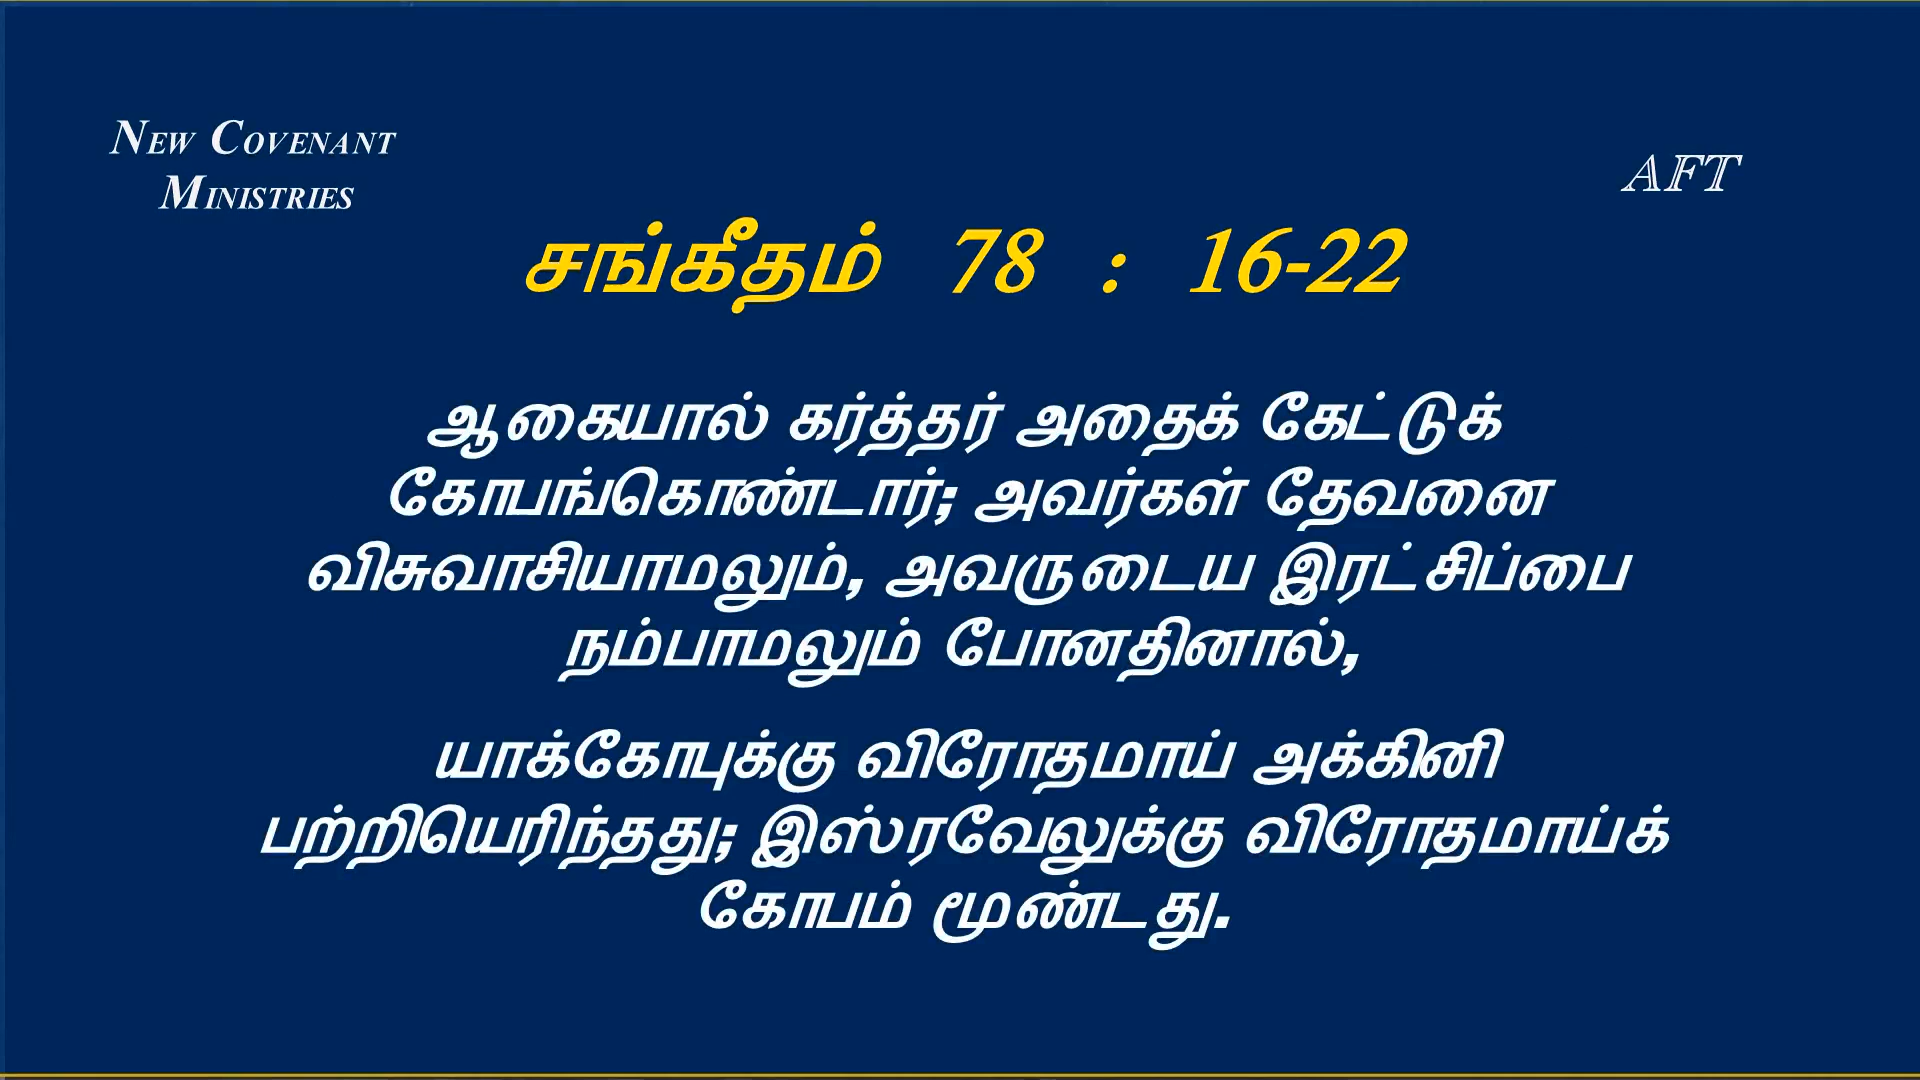 NEW COVENANT
MINISTRIES
AFT
சங்கீதம் 78 : 16-22
ஆகையால் கர்த்தர் அதைக் கேட்டுக்
கோபங்கொண்டார்; அவர்கள் தேவனை
விசுவாசியாமலும், அவருடைய இரட்சிப்பை
நம்பாமலும் போனதினால்,
யாக்கோபுக்கு விரோதமாய் அக்கினி
பற்றியெரிந்தது; இஸ்ரவேலுக்கு விரோதமாய்க்
கோபம் மூண்டது.